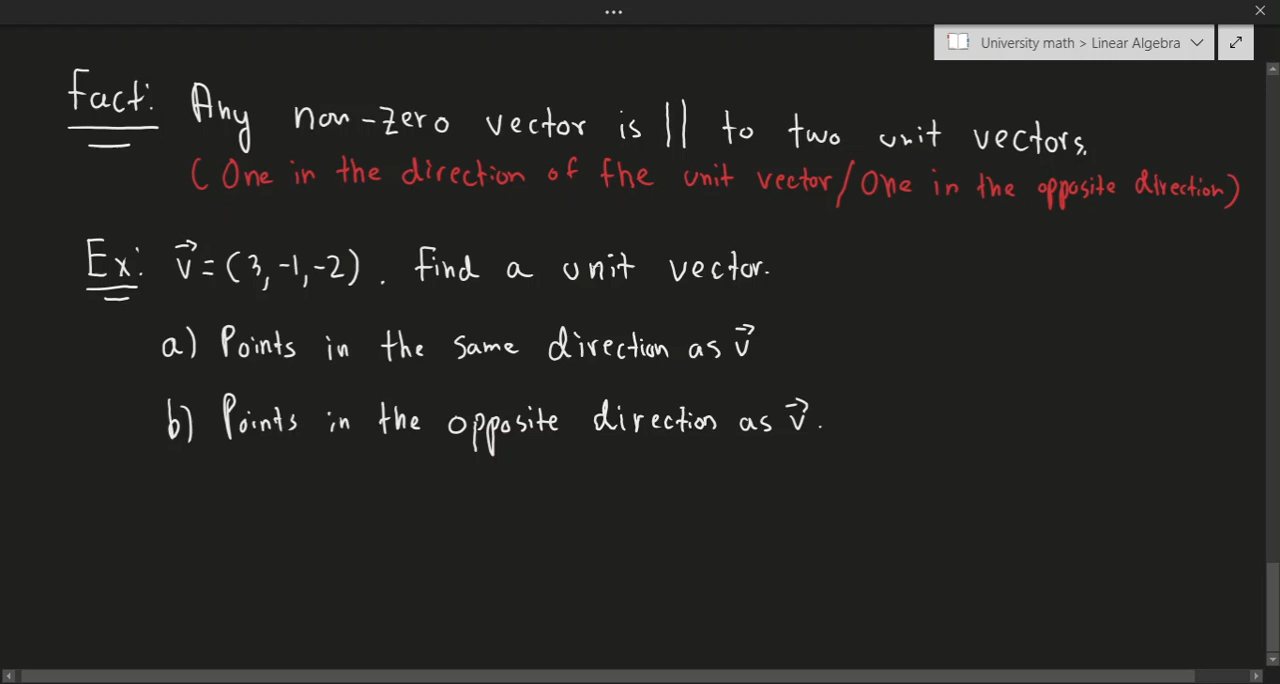 University math > Linear Algebra
Fact: Any non-zero vector is || to two unit vectors.
(One in the direction of the unit vector/One in the opposite direction)
Ex: v⃗ = (3,-1,-2). Find a unit vector.
a) Points in the same direction as v⃗
b) Points in the opposite direction as v⃗.